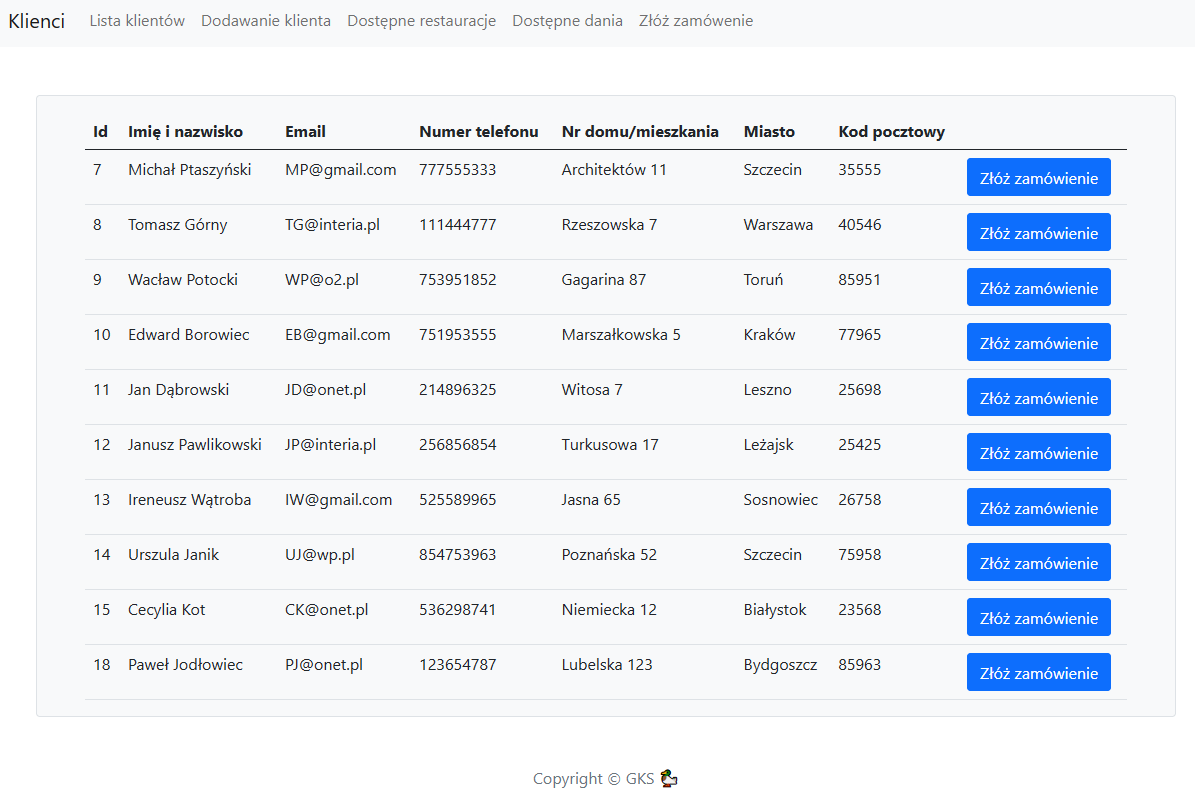 Klienci Lista klientów Dodawanie klienta Dostępne restauracje Dostępne dania Złóż zamówenie
Id Imię i nazwisko Email Numer telefonu Nr domu/mieszkania Miasto Kod pocztowy
7 Michał Ptaszyński MP@gmail.com 777555333 Architektów 11 Szczecin 35555 Złóż zamówienie
8 Tomasz Górny TG@interia.pl 111444777 Rzeszowska 7 Warszawa 40546 Złóż zamówienie
9 Wacław Potocki WP@o2.pl 753951852 Gagarina 87 Toruń 85951 Złóż zamówienie
10 Edward Borowiec EB@gmail.com 751953555 Marszałkowska 5 Kraków 77965 Złóż zamówienie
11 Jan Dąbrowski JD@onet.pl 214896325 Witosa 7 Leszno 25698 Złóż zamówienie
12 Janusz Pawlikowski JP@interia.pl 256856854 Turkusowa 17 Leżajsk 25425 Złóż zamówienie
13 Ireneusz Wątroba IW@gmail.com 525589965 Jasna 65 Sosnowiec 26758 Złóż zamówienie
14 Urszula Janik UJ@wp.pl 854753963 Poznańska 52 Szczecin 75958 Złóż zamówienie
15 Cecylia Kot CK@onet.pl 536298741 Niemiecka 12 Białystok 23568 Złóż zamówienie
18 Paweł Jodłowiec PJ@onet.pl 123654787 Lubelska 123 Bydgoszcz 85963 Złóż zamówienie
Copyright © GKS